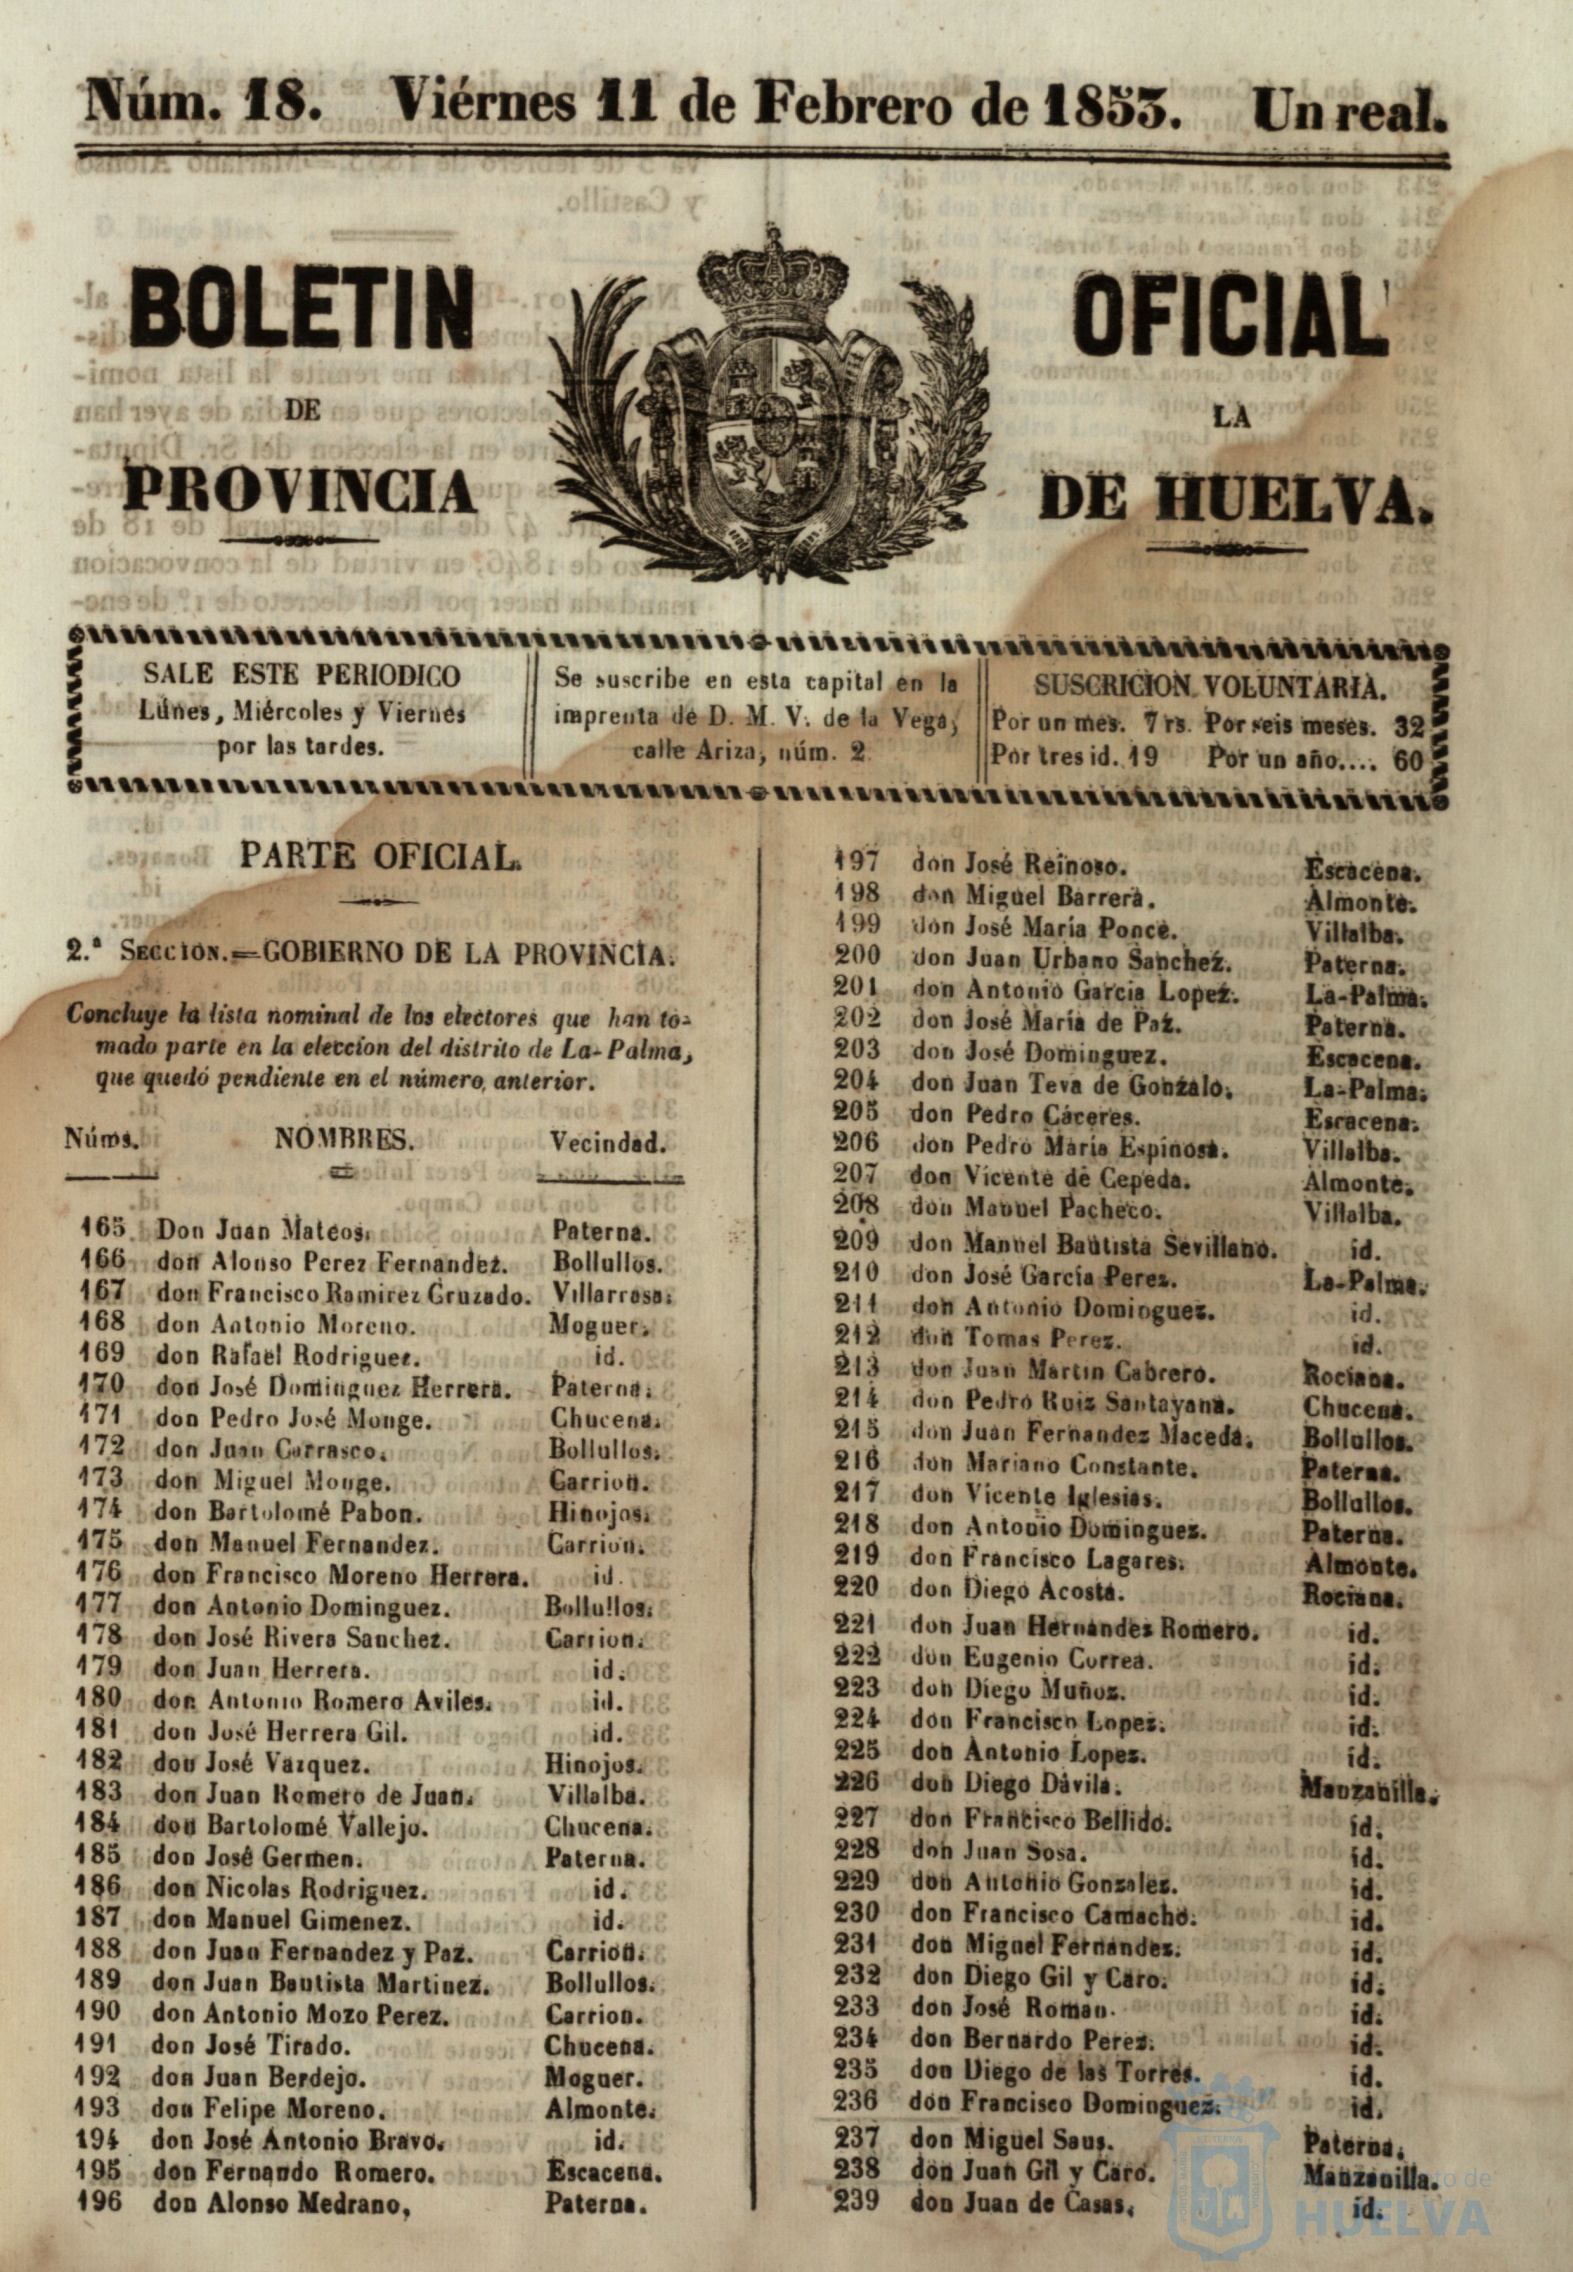 Núm. 18. Viérnes 11 de Febrero de 1853. Un real.
BOLETIN OFICIAL
DE LA
PROVINCIA DE HUELVA.
SALE ESTE PERIODICO
Lúnes, Miércoles y Viernes
por las tardes.
Se suscribe en esta capital en la
imprenta de D. M. V. de la Vega,
calle Ariza, núm. 2
SUSCRICION VOLUNTARIA.
Por un mes. 7 rs. Por seis meses. 32
Por tres id. 19 Por un año.... 60
PARTE OFICIAL.
2.ª SECCION.=GOBIERNO DE LA PROVINCIA.
Concluye la lista nominal de los electores que han to-
mado parte en la eleccion del distrito de La-Palma,
que quedó pendiente en el número anterior.
Núms. NOMBRES. Vecindad.
165 Don Juan Mateos. Paterna.
166 don Alonso Perez Fernandez. Bollullos.
167 don Francisco Ramirez Cruzado. Villarrasa.
168 don Antonio Moreno. Moguer.
169 don Rafael Rodriguez. id.
170 don José Dominguez Herrera. Paterna.
171 don Pedro José Monge. Chucena.
172 don Juan Carrasco. Bollullos.
173 don Miguel Monge. Carrion.
174 don Bartolomé Pabon. Hinojos.
175 don Manuel Fernandez. Carrion.
176 don Francisco Moreno Herrera. id.
177 don Antonio Dominguez. Bollullos.
178 don José Rivera Sanchez. Carrion.
179 don Juan Herrera. id.
180 don Antonio Romero Aviles. id.
181 don José Herrera Gil. id.
182 don José Vazquez. Hinojos.
183 don Juan Romero de Juan. Villalba.
184 don Bartolomé Vallejo. Chucena.
185 don José Germen. Paterna.
186 don Nicolas Rodriguez. id.
187 don Manuel Gimenez. id.
188 don Juan Fernandez y Paz. Carrion.
189 don Juan Bautista Martinez. Bollullos.
190 don Antonio Mozo Perez. Carrion.
191 don José Tirado. Chucena.
192 don Juan Berdejo. Moguer.
193 don Felipe Moreno. Almonte.
194 don José Antonio Bravo. id.
195 don Fernando Romero. Escacena.
196 don Alonso Medrano, Paterna.
197 don José Reinoso. Escacena.
198 don Miguel Barrera. Almonte.
199 don José María Ponce. Villalba.
200 don Juan Urbano Sanchez. Paterna.
201 don Antonio Garcia Lopez. La-Palma.
202 don José María de Paz. Paterna.
203 don José Dominguez. Escacena.
204 don Juan Teva de Gonzalo. La-Palma.
205 don Pedro Cáceres. Escacena.
206 don Pedro María Espinosa. Villalba.
207 don Vicente de Cepeda. Almonte.
208 don Manuel Pacheco. Villalba.
209 don Manuel Bautista Sevillano. id.
210 don José García Perez. La-Palma.
211 don Antonio Dominguez. id.
212 don Tomas Perez. id.
213 don Juan Martin Cabrero. Rociana.
214 don Pedro Ruiz Santayana. Chucena.
215 don Juan Fernandez Maceda. Bollullos.
216 don Mariano Constante. Paterna.
217 don Vicente Iglesias. Bollullos.
218 don Antonio Dominguez. Paterna.
219 don Francisco Lagares. Almonte.
220 don Diego Acosta. Rociana.
221 don Juan Hernandez Romero. id.
222 don Eugenio Correa. id.
223 don Diego Muñoz. id.
224 don Francisco Lopez. id.
225 don Antonio Lopez. id.
226 don Diego Dávila. Manzanilla.
227 don Francisco Bellido. id.
228 don Juan Sosa. id.
229 don Antonio Gonzalez. id.
230 don Francisco Camacho. id.
231 don Miguel Fernandez. id.
232 don Diego Gil y Caro. id.
233 don José Roman. id.
234 don Bernardo Perez. id.
235 don Diego de las Torres. id.
236 don Francisco Dominguez. id.
237 don Miguel Saus. Paterna.
238 don Juan Gil y Caro. Manzanilla.
239 don Juan de Casas. id.
HUELVA